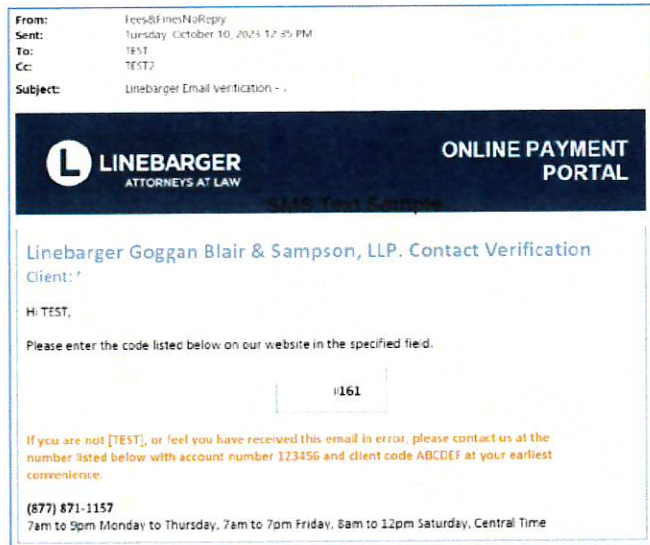 From: Fees&FinesNoReply
Sent: Tuesday, October 10, 2023 12:35 PM
To: TEST
Cc: TEST2
Subject: Linebarger Email Verification - .
L LINEBARGER
ATTORNEYS AT LAW
ONLINE PAYMENT
PORTAL
SMS Text Sample
Linebarger Goggan Blair & Sampson, LLP. Contact Verification
Client: '
Hi TEST,
Please enter the code listed below on our website in the specified field.
#161
If you are not [TEST], or feel you have received this email in error, please contact us at the
number listed below with account number 123456 and client code ABCDEF at your earliest
convenience.
(877) 871-1157
7am to 9pm Monday to Thursday, 7am to 7pm Friday, 8am to 12pm Saturday, Central Time